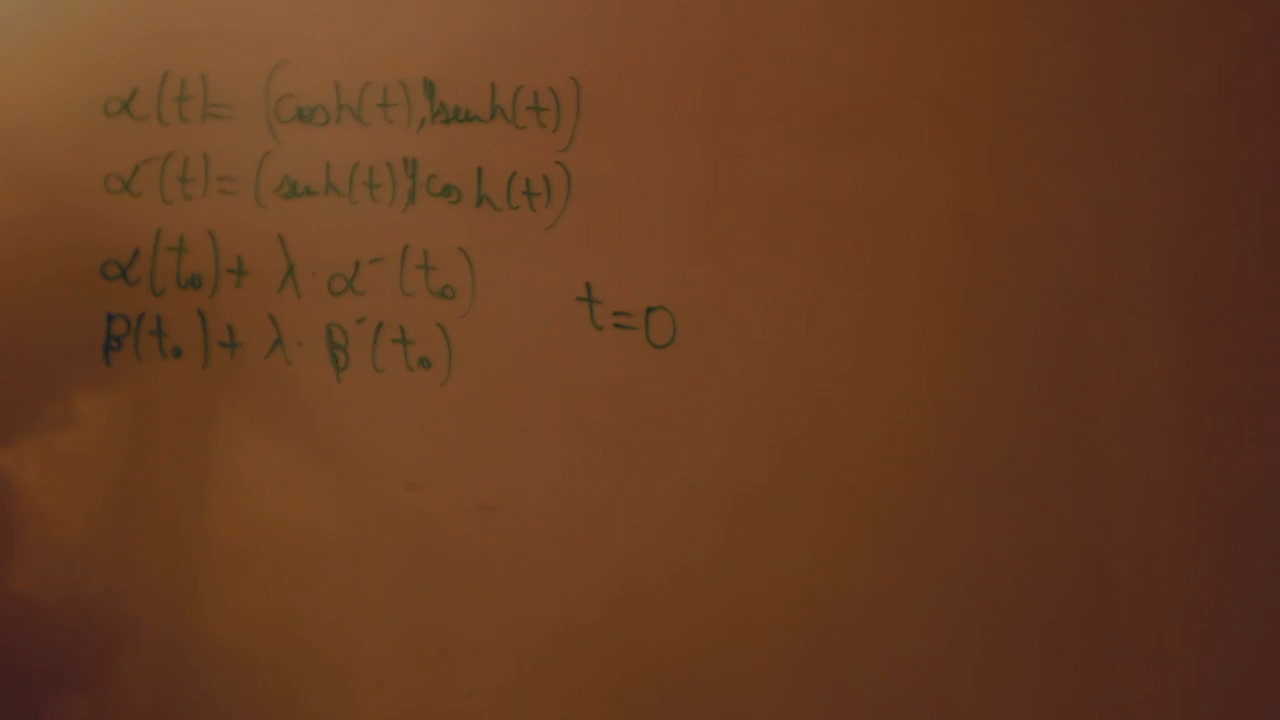 α(t)= (cosh(t), senh(t))
α´(t)= (senh(t), cosh(t))
α(t₀)+ λ· α´(t₀)
β(t₀)+ λ· β´(t₀)
t=0